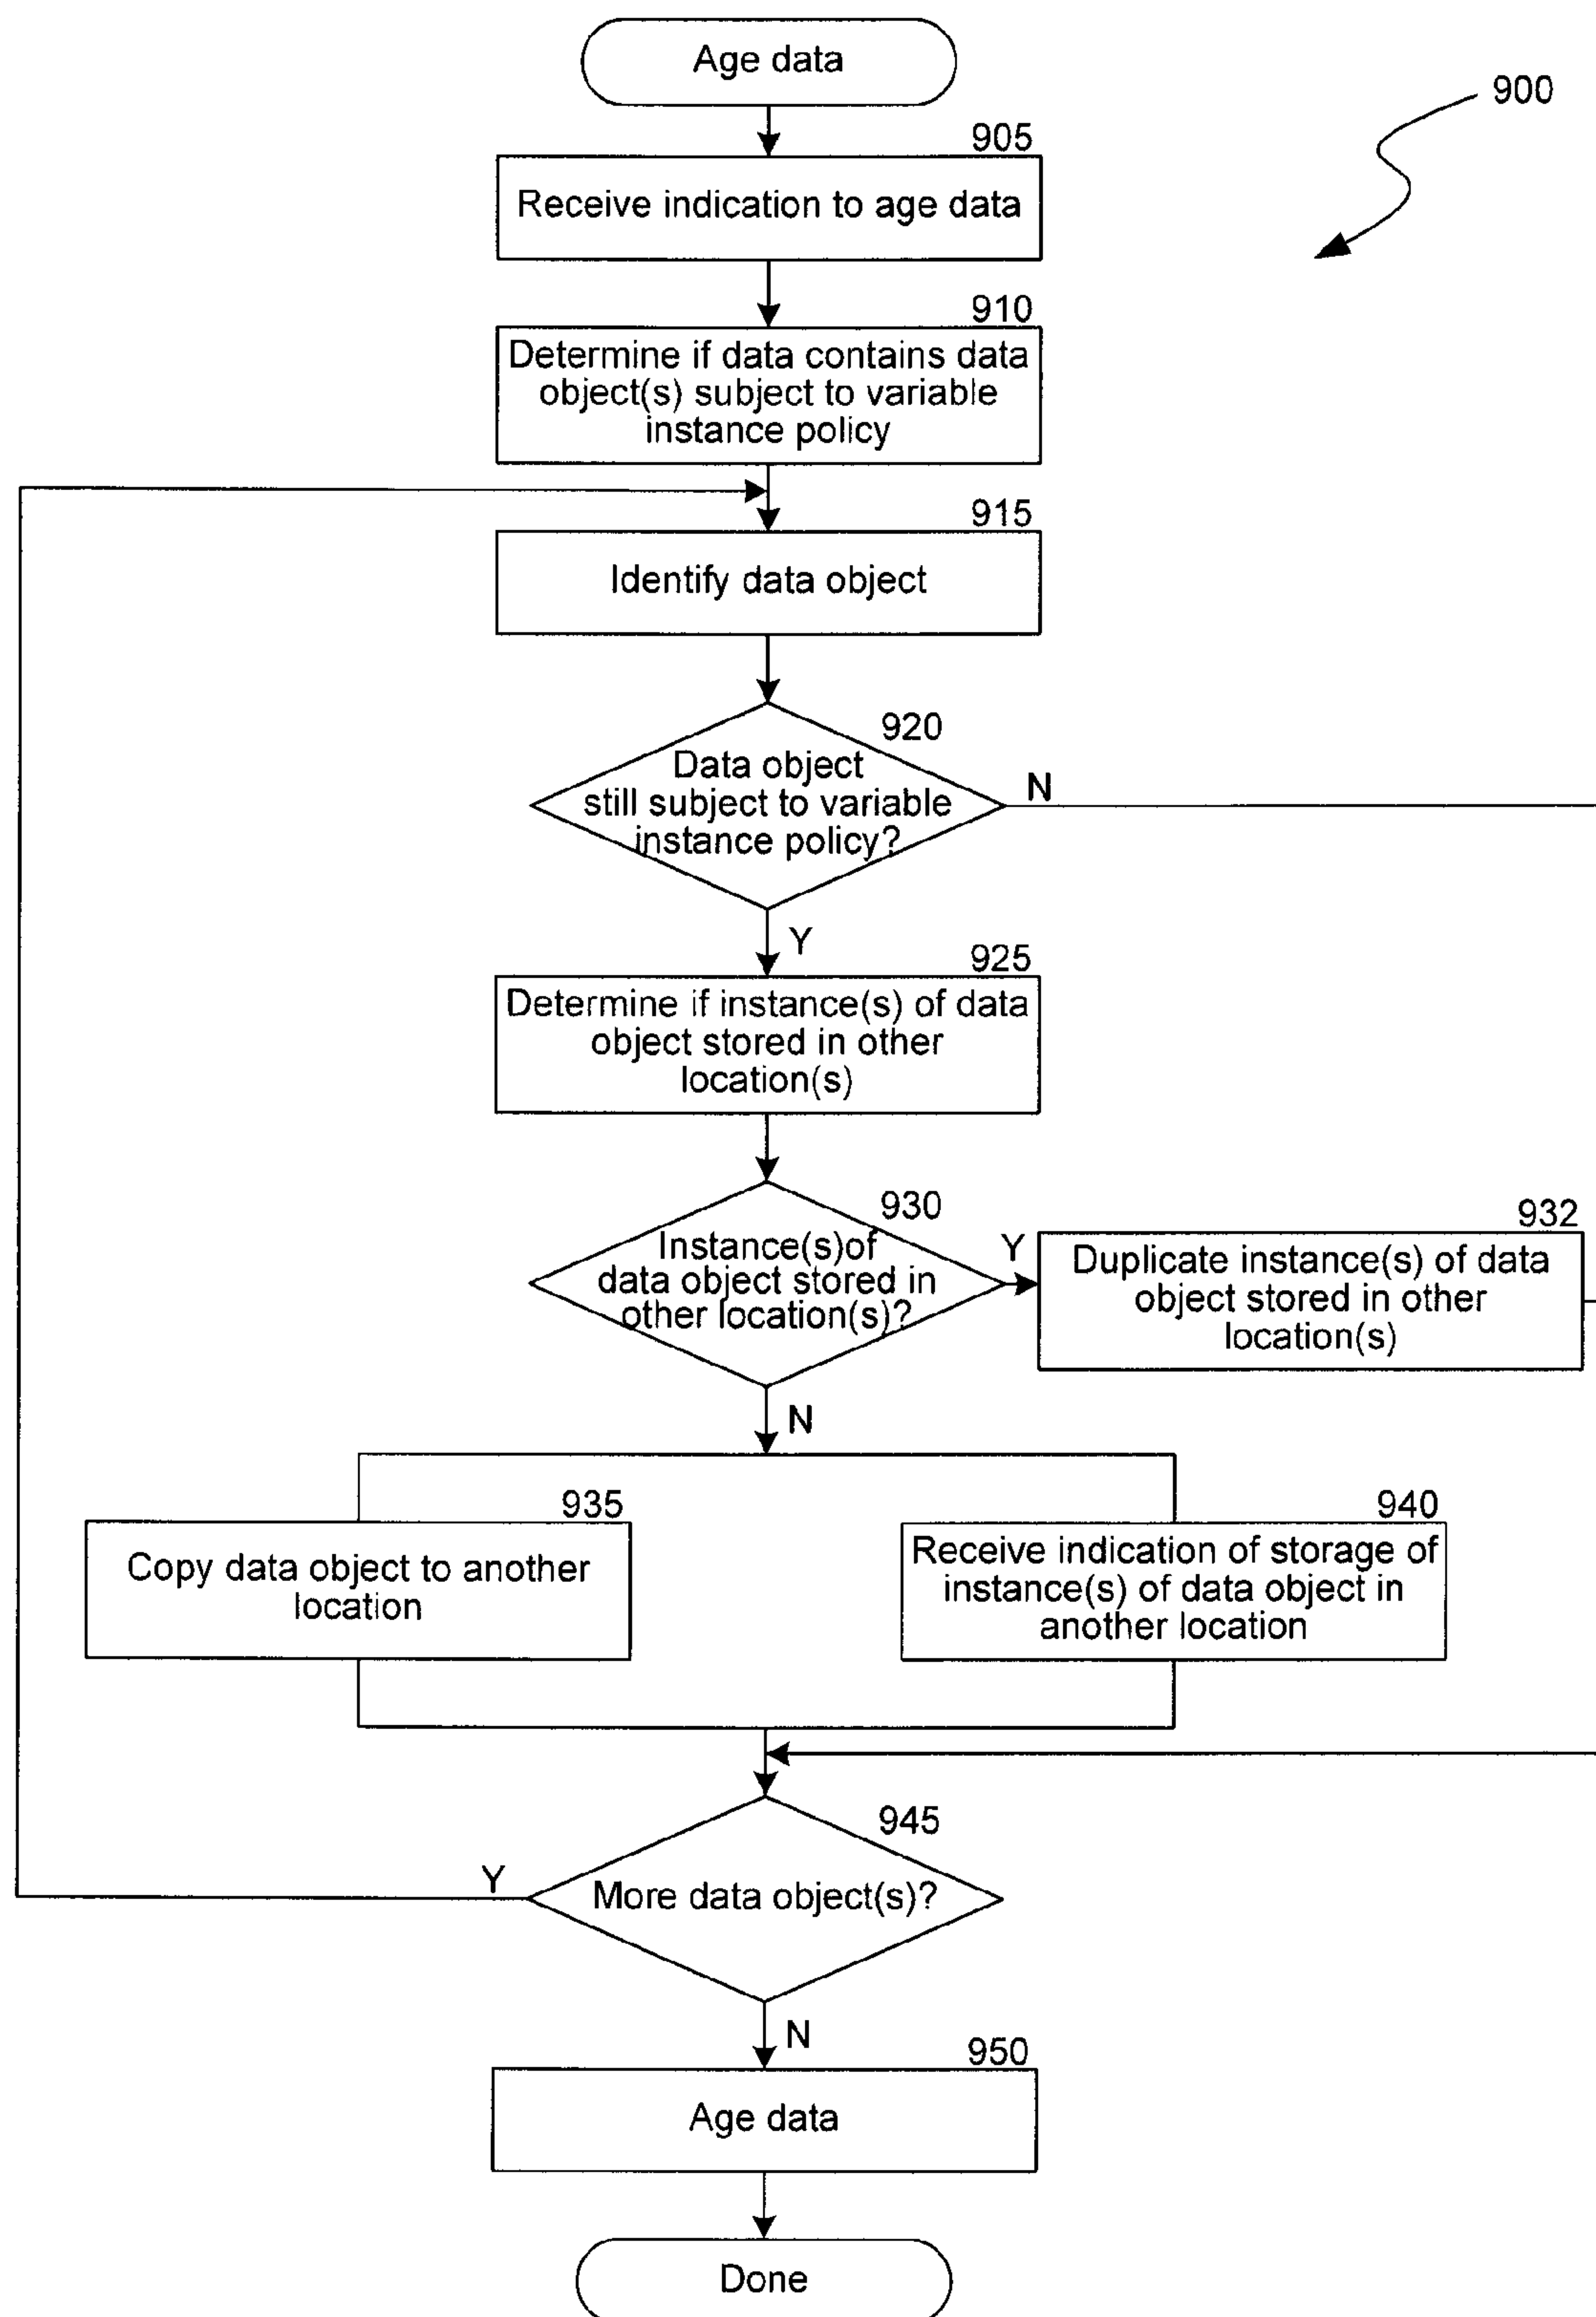 Age data
900
905
Receive indication to age data
910
Determine if data contains data
object(s) subject to variable
instance policy
915
Identify data object
920
Data object
still subject to variable
instance policy?
N
Y
925
Determine if instance(s) of data
object stored in other
location(s)
930
Instance(s)of
data object stored in
other location(s)?
Y
932
Duplicate instance(s) of data
object stored in other
location(s)
N
935
Copy data object to another
location
940
Receive indication of storage of
instance(s) of data object in
another location
945
More data object(s)?
Y
N
950
Age data
Done